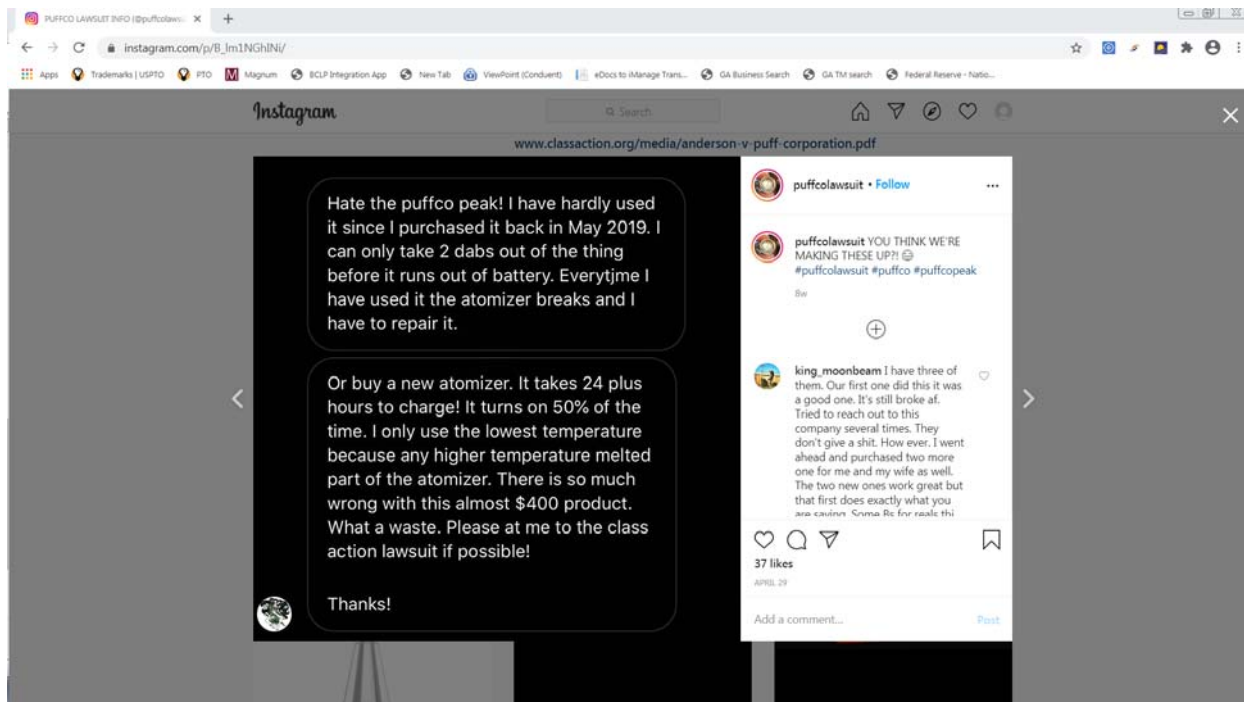 PUFFCO LAWSUIT INFO (@puffcolaws...
instagram.com/p/B_lm1NGhINi/
Apps
Trademarks | USPTO
PTO
Magnum
BCLP Integration App
New Tab
ViewPoint (Conduent)
eDocs to iManage Trans...
GA Business Search
GA TM search
Federal Reserve - Natio...
Instagram
Search
www.classaction.org/media/anderson-v-puff-corporation.pdf
Hate the puffco peak! I have hardly used
it since I purchased it back in May 2019. I
can only take 2 dabs out of the thing
before it runs out of battery. Everytjme I
have used it the atomizer breaks and I
have to repair it.
Or buy a new atomizer. It takes 24 plus
hours to charge! It turns on 50% of the
time. I only use the lowest temperature
because any higher temperature melted
part of the atomizer. There is so much
wrong with this almost $400 product.
What a waste. Please at me to the class
action lawsuit if possible!
Thanks!
puffcolawsuit • Follow
puffcolawsuit YOU THINK WE'RE
MAKING THESE UP?! 😂
#puffcolawsuit #puffco #puffcopeak
8w
king_moonbeam I have three of
them. Our first one did this it was
a good one. It's still broke af.
Tried to reach out to this
company several times. They
don't give a shit. How ever. I went
ahead and purchased two more
one for me and my wife as well.
The two new ones work great but
that first does exactly what you
are saying. Some Bs for reals thi
37 likes
APRIL 29
Add a comment...
Post